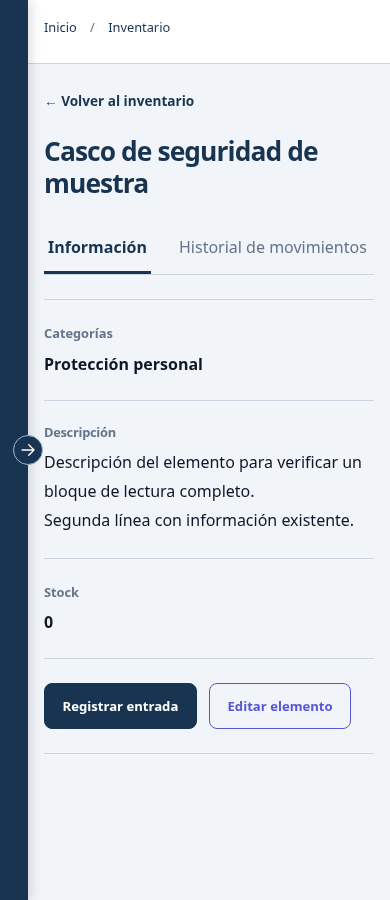 Inicio / Inventario
← Volver al inventario
Casco de seguridad de
muestra
Información Historial de movimientos
Categorías
Protección personal
Descripción
Descripción del elemento para verificar un
bloque de lectura completo.
Segunda línea con información existente.
Stock
0
Registrar entrada Editar elemento